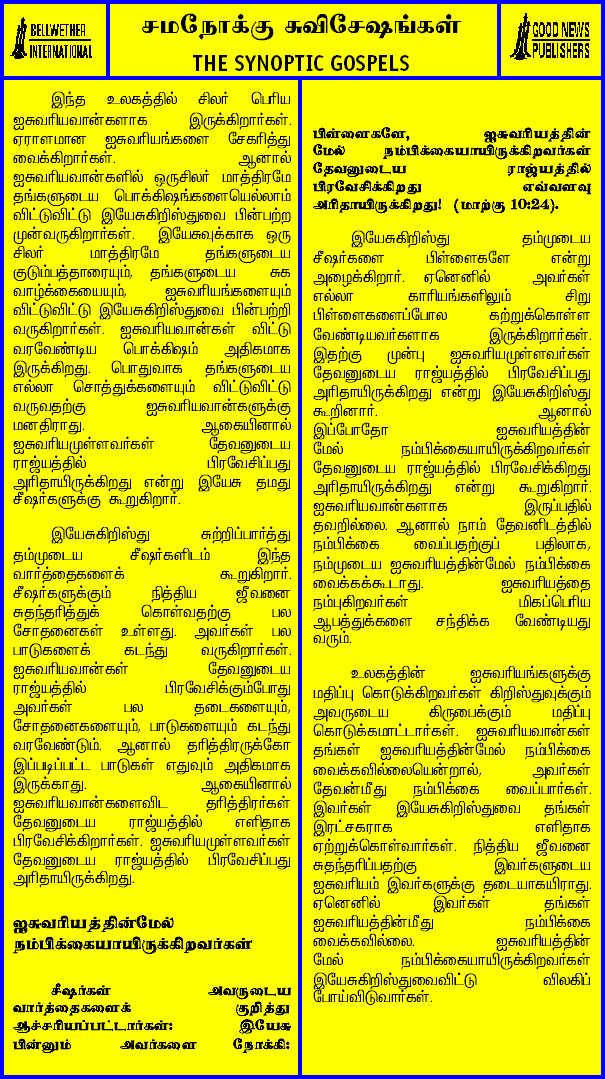 BELLWETHER
INTERNATIONAL
சமநோக்கு சுவிசேஷங்கள்
THE SYNOPTIC GOSPELS
GOOD NEWS
PUBLISHERS
இந்த உலகத்தில் சிலர் பெரிய
ஐசுவரியவான்களாக இருக்கிறார்கள்.
ஏராளமான ஐசுவரியங்களை சேகரித்து
வைக்கிறார்கள். ஆனால்
ஐசுவரியவான்களில் ஒருசிலர் மாத்திரமே
தங்களுடைய பொக்கிஷங்களையெல்லாம்
விட்டுவிட்டு இயேசுகிறிஸ்துவை பின்பற்ற
முன்வருகிறார்கள். இயேசுவுக்காக ஒரு
சிலர் மாத்திரமே தங்களுடைய
குடும்பத்தாரையும், தங்களுடைய சுக
வாழ்க்கையையும், ஐசுவரியங்களையும்
விட்டுவிட்டு இயேசுகிறிஸ்துவை பின்பற்றி
வருகிறார்கள். ஐசுவரியவான்கள் விட்டு
வரவேண்டிய பொக்கிஷம் அதிகமாக
இருக்கிறது. பொதுவாக தங்களுடைய
எல்லா சொத்துக்களையும் விட்டுவிட்டு
வருவதற்கு ஐசுவரியவான்களுக்கு
மனதிராது. ஆகையினால்
ஐசுவரியமுள்ளவர்கள் தேவனுடைய
ராஜ்யத்தில் பிரவேசிப்பது
அரிதாயிருக்கிறது என்று இயேசு தமது
சீஷர்களுக்கு கூறுகிறார்.
இயேசுகிறிஸ்து சுற்றிப்பார்த்து
தம்முடைய சீஷர்களிடம் இந்த
வார்த்தைகளைக் கூறுகிறார்.
சீஷர்களுக்கும் நித்திய ஜீவனை
சுதந்தரித்துக் கொள்வதற்கு பல
சோதனைகள் உள்ளது. அவர்கள் பல
பாடுகளைக் கடந்து வருகிறார்கள்.
ஐசுவரியவான்கள் தேவனுடைய
ராஜ்யத்தில் பிரவேசிக்கும்போது
அவர்கள் பல தடைகளையும்,
சோதனைகளையும், பாடுகளையும் கடந்து
வரவேண்டும். ஆனால் தரித்திரருக்கோ
இப்படிப்பட்ட பாடுகள் எதுவும் அதிகமாக
இருக்காது. ஆகையினால்
ஐசுவரியவான்களைவிட தரித்திரர்கள்
தேவனுடைய ராஜ்யத்தில் எளிதாக
பிரவேசிக்கிறார்கள். ஐசுவரியமுள்ளவர்கள்
தேவனுடைய ராஜ்யத்தில் பிரவேசிப்பது
அரிதாயிருக்கிறது.
ஐசுவரியத்தின்மேல்
நம்பிக்கையாயிருக்கிறவர்கள்
சீஷர்கள் அவருடைய
வார்த்தைகளைக் குறித்து
ஆச்சரியப்பட்டார்கள்: இயேசு
பின்னும் அவர்களை நோக்கி:
பிள்ளைகளே, ஐசுவரியத்தின்
மேல் நம்பிக்கையாயிருக்கிறவர்கள்
தேவனுடைய ராஜ்யத்தில்
பிரவேசிக்கிறது எவ்வளவு
அரிதாயிருக்கிறது! (மாற்கு 10:24).
இயேசுகிறிஸ்து தம்முடைய
சீஷர்களை பிள்ளைகளே என்று
அழைக்கிறார். ஏனெனில் அவர்கள்
எல்லா காரியங்களிலும் சிறு
பிள்ளைகளைப்போல கற்றுக்கொள்ள
வேண்டியவர்களாக இருக்கிறார்கள்.
இதற்கு முன்பு ஐசுவரியமுள்ளவர்கள்
தேவனுடைய ராஜ்யத்தில் பிரவேசிப்பது
அரிதாயிருக்கிறது என்று இயேசுகிறிஸ்து
கூறினார். ஆனால்
இப்போதோ ஐசுவரியத்தின்
மேல் நம்பிக்கையாயிருக்கிறவர்கள்
தேவனுடைய ராஜ்யத்தில் பிரவேசிக்கிறது
அரிதாயிருக்கிறது என்று கூறுகிறார்.
ஐசுவரியவான்களாக இருப்பதில்
தவறில்லை. ஆனால் நாம் தேவனிடத்தில்
நம்பிக்கை வைப்பதற்குப் பதிலாக,
நம்முடைய ஐசுவரியத்தின்மேல் நம்பிக்கை
வைக்கக்கூடாது. ஐசுவரியத்தை
நம்புகிறவர்கள் மிகப்பெரிய
ஆபத்துக்களை சந்திக்க வேண்டியது
வரும்.
உலகத்தின் ஐசுவரியங்களுக்கு
மதிப்பு கொடுக்கிறவர்கள் கிறிஸ்துவுக்கும்
அவருடைய கிருபைக்கும் மதிப்பு
கொடுக்கமாட்டார்கள். ஐசுவரியவான்கள்
தங்கள் ஐசுவரியத்தின்மேல் நம்பிக்கை
வைக்கவில்லையென்றால், அவர்கள்
தேவன்மீது நம்பிக்கை வைப்பார்கள்.
இவர்கள் இயேசுகிறிஸ்துவை தங்கள்
இரட்சகராக எளிதாக
ஏற்றுக்கொள்வார்கள். நித்திய ஜீவனை
சுதந்தரிப்பதற்கு இவர்களுடைய
ஐசுவரியம் இவர்களுக்கு தடையாகயிராது.
ஏனெனில் இவர்கள் தங்கள்
ஐசுவரியத்தின்மீது நம்பிக்கை
வைக்கவில்லை. ஐசுவரியத்தின்
மேல் நம்பிக்கையாயிருக்கிறவர்கள்
இயேசுகிறிஸ்துவைவிட்டு விலகிப்
போய்விடுவார்கள்.